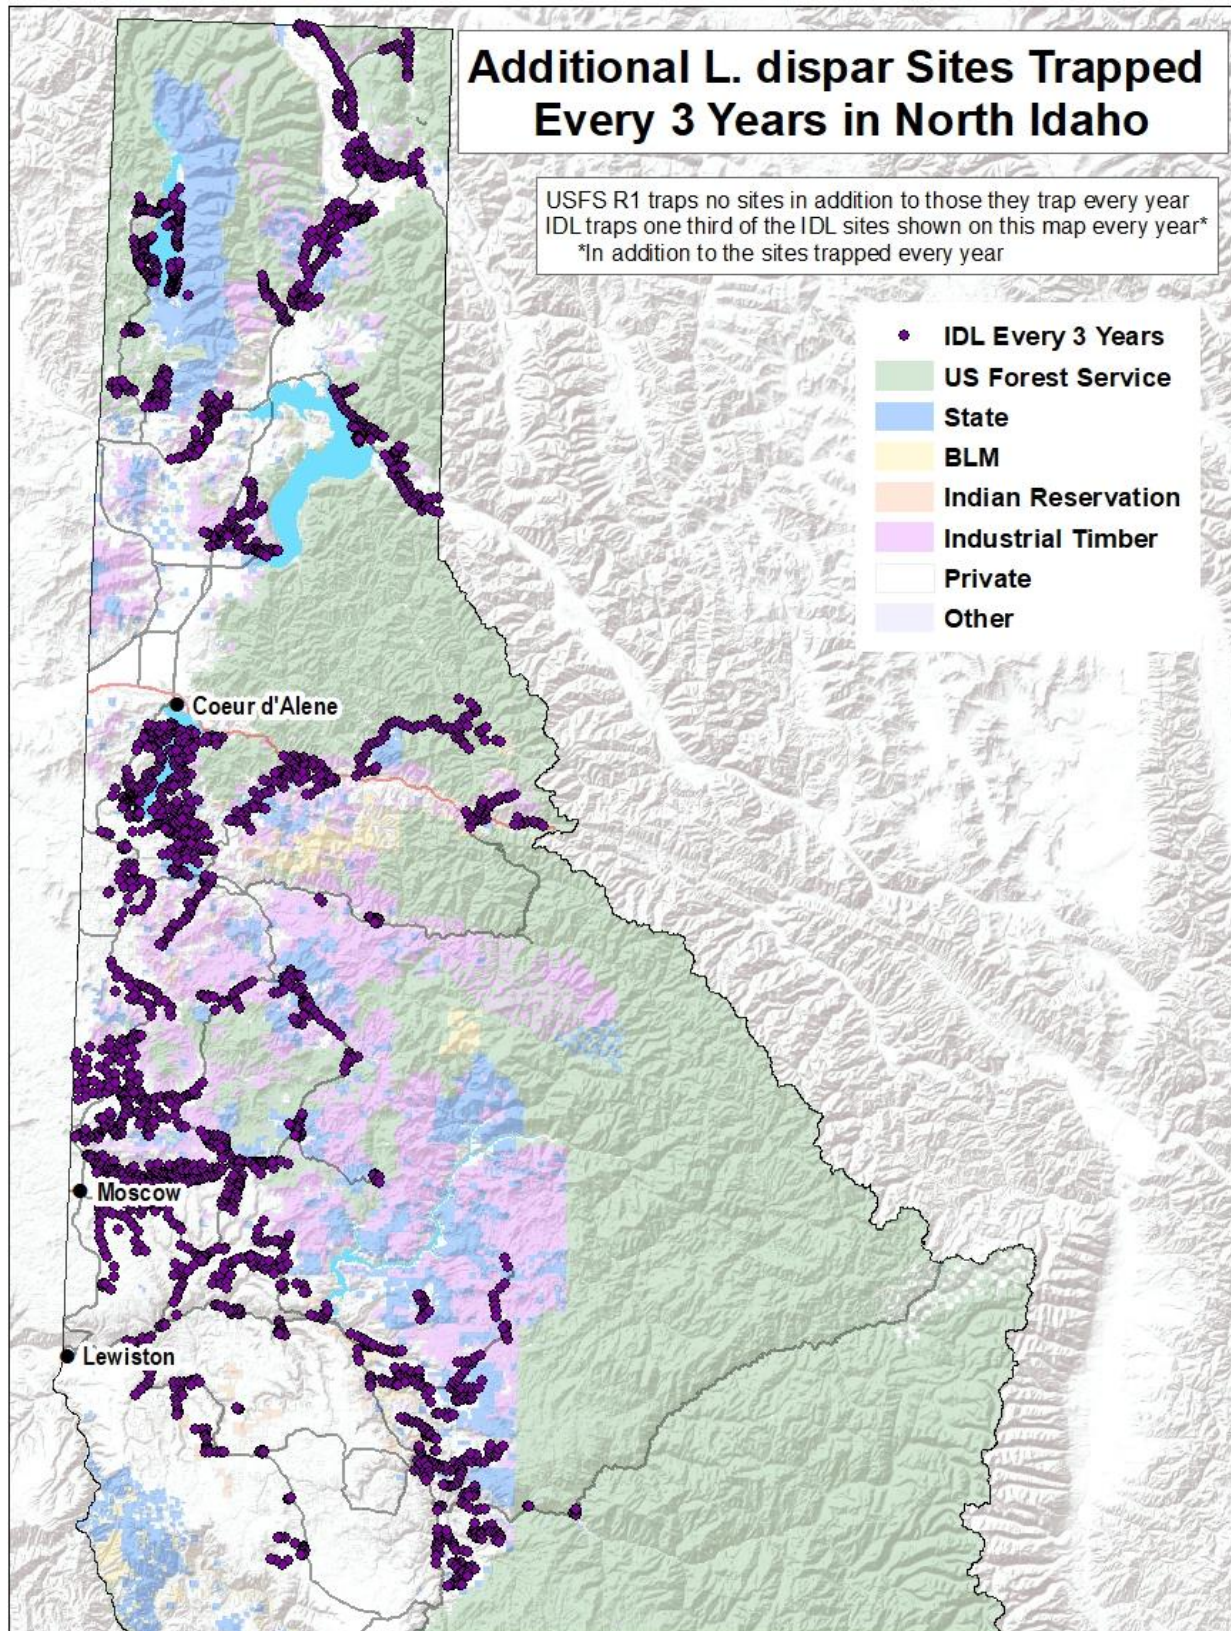 Additional L. dispar Sites Trapped
Every 3 Years in North Idaho
USFS R1 traps no sites in addition to those they trap every year
IDL traps one third of the IDL sites shown on this map every year*
*In addition to the sites trapped every year
IDL Every 3 Years
US Forest Service
State
BLM
Indian Reservation
Industrial Timber
Private
Other
Coeur d'Alene
Moscow
Lewiston